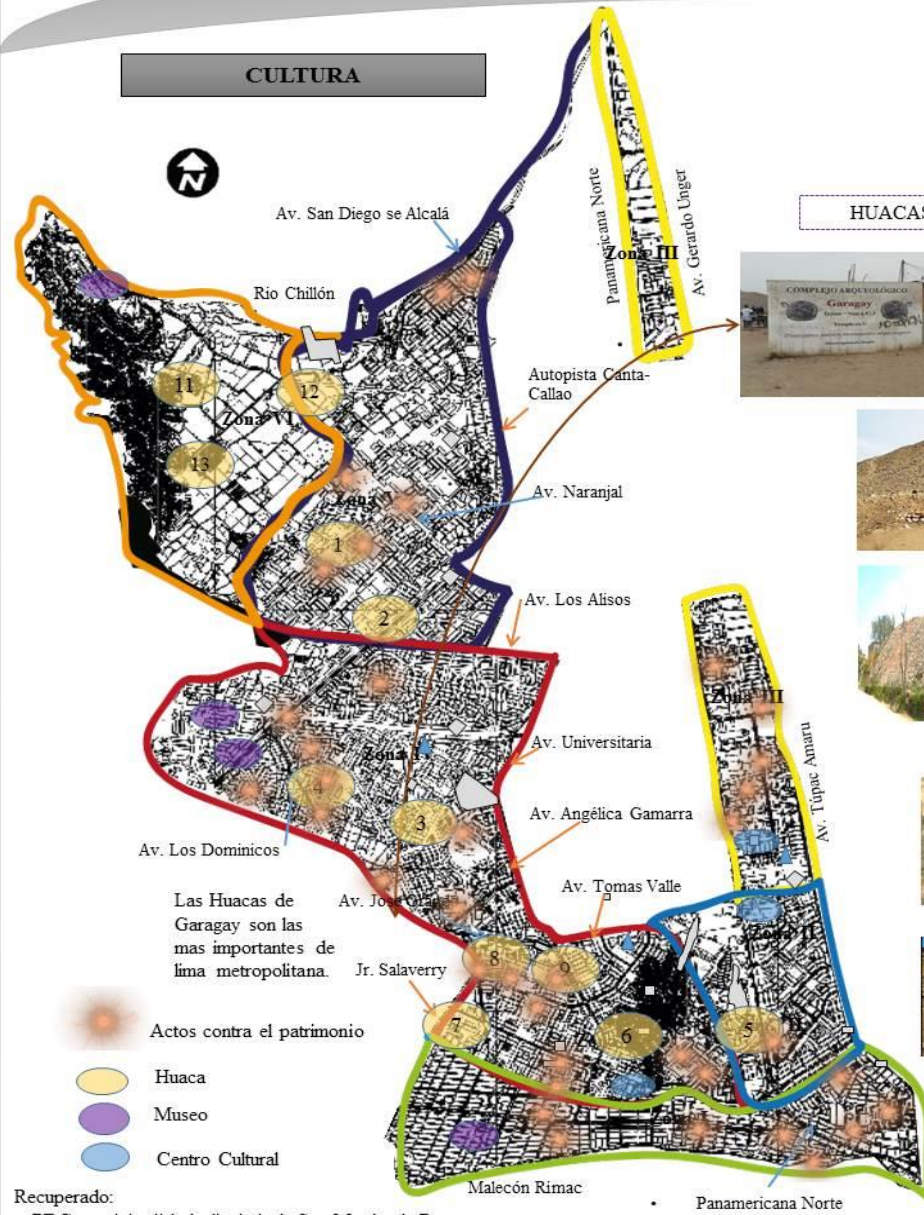 CULTURA
N
Av. San Diego se Alcalá
Panamericana Norte
Av. Gerardo Unger
Zona III
HUACAS
COMPLEJO ARQUEOLÓGICO
Garagay
Rio Chillón
11
12
Zona VI
13
Autopista Canta-
Callao
Av. Naranjal
1
2
Av. Los Alisos
Zona III
Av. Universitaria
Av. Túpac Amaru
4
3
Av. Angélica Gamarra
Av. Los Dominicos
Av. Tomas Valle
Las Huacas de
Garagay son las
mas importantes de
lima metropolitana.
Zona II
8
9
Jr. Salaverry
7
6
5
Actos contra el patrimonio
Huaca
Museo
Centro Cultural
Malecón Rimac
Panamericana Norte
Recuperado: